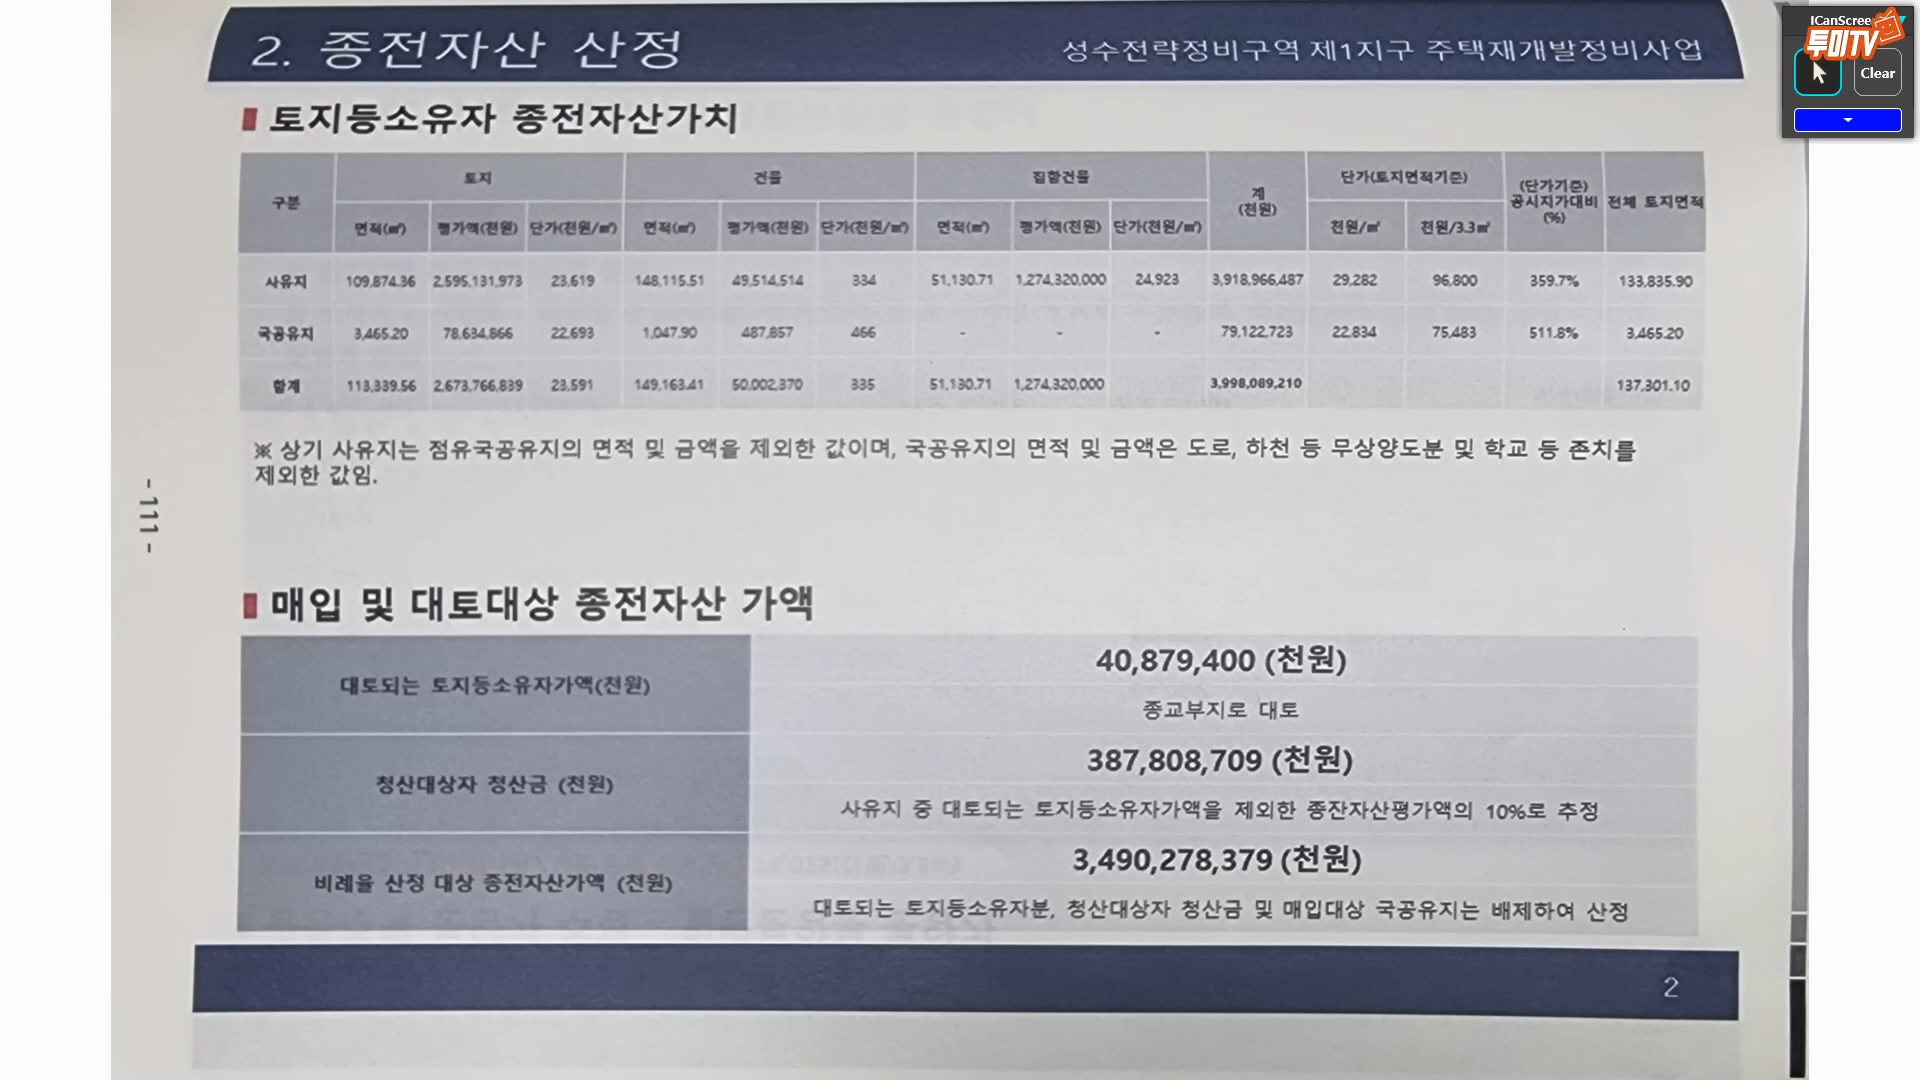 2. 종전자산 산정
성수전략정비구역 제1지구 주택재개발정비사업
ICanScree
투미TV
Clear
토지등소유자 종전자산가치
구분 토지 건물 집합건물 계 (천원) 단가(토지면적기준) (단가기준) 공시지가대비 (%) 전체 토지면적
면적(㎡) 평가액(천원) 단가(천원/㎡) 면적(㎡) 평가액(천원) 단가(천원/㎡) 면적(㎡) 평가액(천원) 단가(천원/㎡) 천원/㎡ 천원/3.3㎡
사유지 109,874.36 2,595,131,973 23,619 148,115.51 49,514,514 334 51,130.71 1,274,320,000 24,923 3,918,966,487 29,282 96,800 359.7% 133,835.90
국공유지 3,465.20 78,634,866 22,693 1,047.90 487,857 466 - - - 79,122,723 22,834 75,483 511.8% 3,465.20
합계 113,339.56 2,673,766,839 23,591 149,163.41 50,002,370 335 51,130.71 1,274,320,000 3,998,089,210 137,301.10
※ 상기 사유지는 점유국공유지의 면적 및 금액을 제외한 값이며, 국공유지의 면적 및 금액은 도로, 하천 등 무상양도분 및 학교 등 존치를
제외한 값임.
- 111 -
매입 및 대토대상 종전자산 가액
대토되는 토지등소유자가액(천원)
40,879,400 (천원)
종교부지로 대토
청산대상자 청산금 (천원)
387,808,709 (천원)
사유지 중 대토되는 토지등소유자가액을 제외한 종잔자산평가액의 10%로 추정
비례율 산정 대상 종전자산가액 (천원)
3,490,278,379 (천원)
대토되는 토지등소유자분, 청산대상자 청산금 및 매입대상 국공유지는 배제하여 산정
2